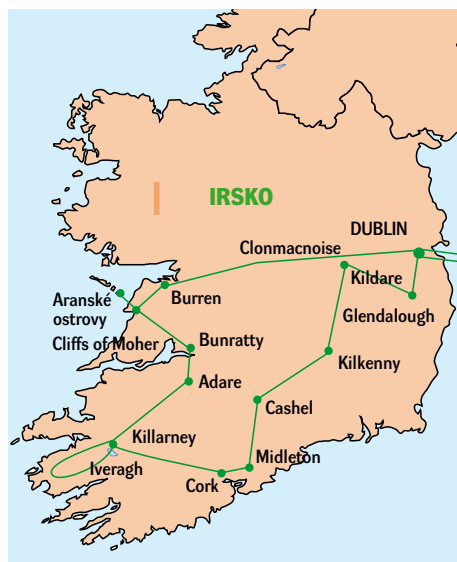 IRSKO
DUBLIN
Clonmacnoise
Kildare
Aranské
ostrovy
Burren
Glendalough
Cliffs of Moher
Bunratty
Kilkenny
Adare
Cashel
Killarney
Midleton
Iveragh
Cork